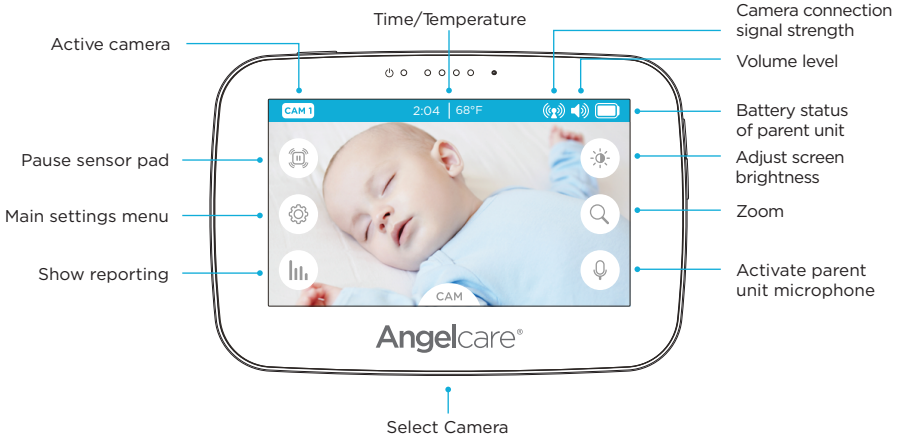 Camera connection
signal strength
Time/Temperature
Active camera
Volume level
CAM 1
2:04 68°F
Battery status
of parent unit
Pause sensor pad
Adjust screen
brightness
Main settings menu
Zoom
Show reporting
Activate parent
unit microphone
CAM
Angelcare®
Select Camera